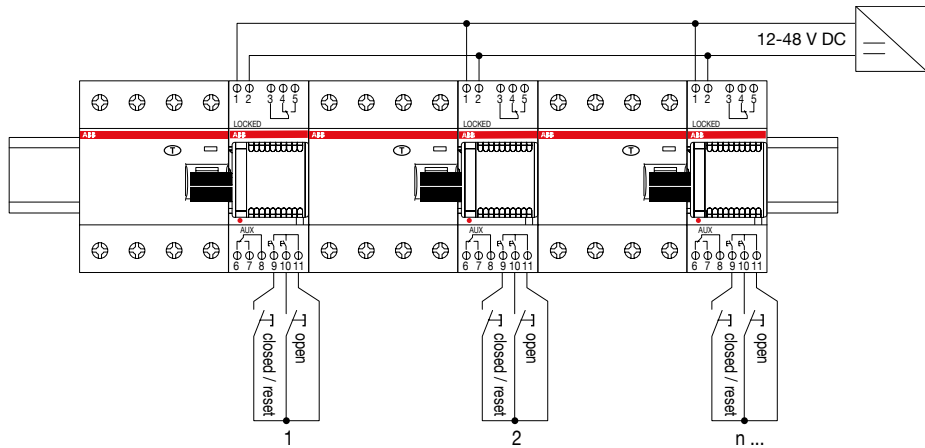 12-48 V DC
1 2 3 4 5
1 2 3 4 5
1 2 3 4 5
LOCKED
LOCKED
LOCKED
ABB
ABB
ABB
ABB
ABB
ABB
T
T
T
AUX
AUX
AUX
6 7 8 9 10 11
6 7 8 9 10 11
6 7 8 9 10 11
closed / reset
open
closed / reset
open
closed / reset
open
1
2
n ...